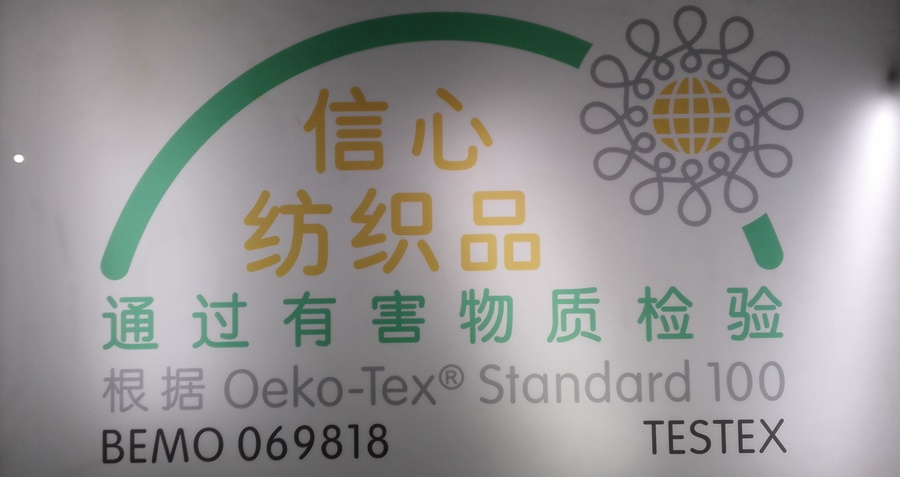 信心
纺织品
通过有害物质检验
根据 Oeko-Tex® Standard 100
BEMO 069818 TESTEX